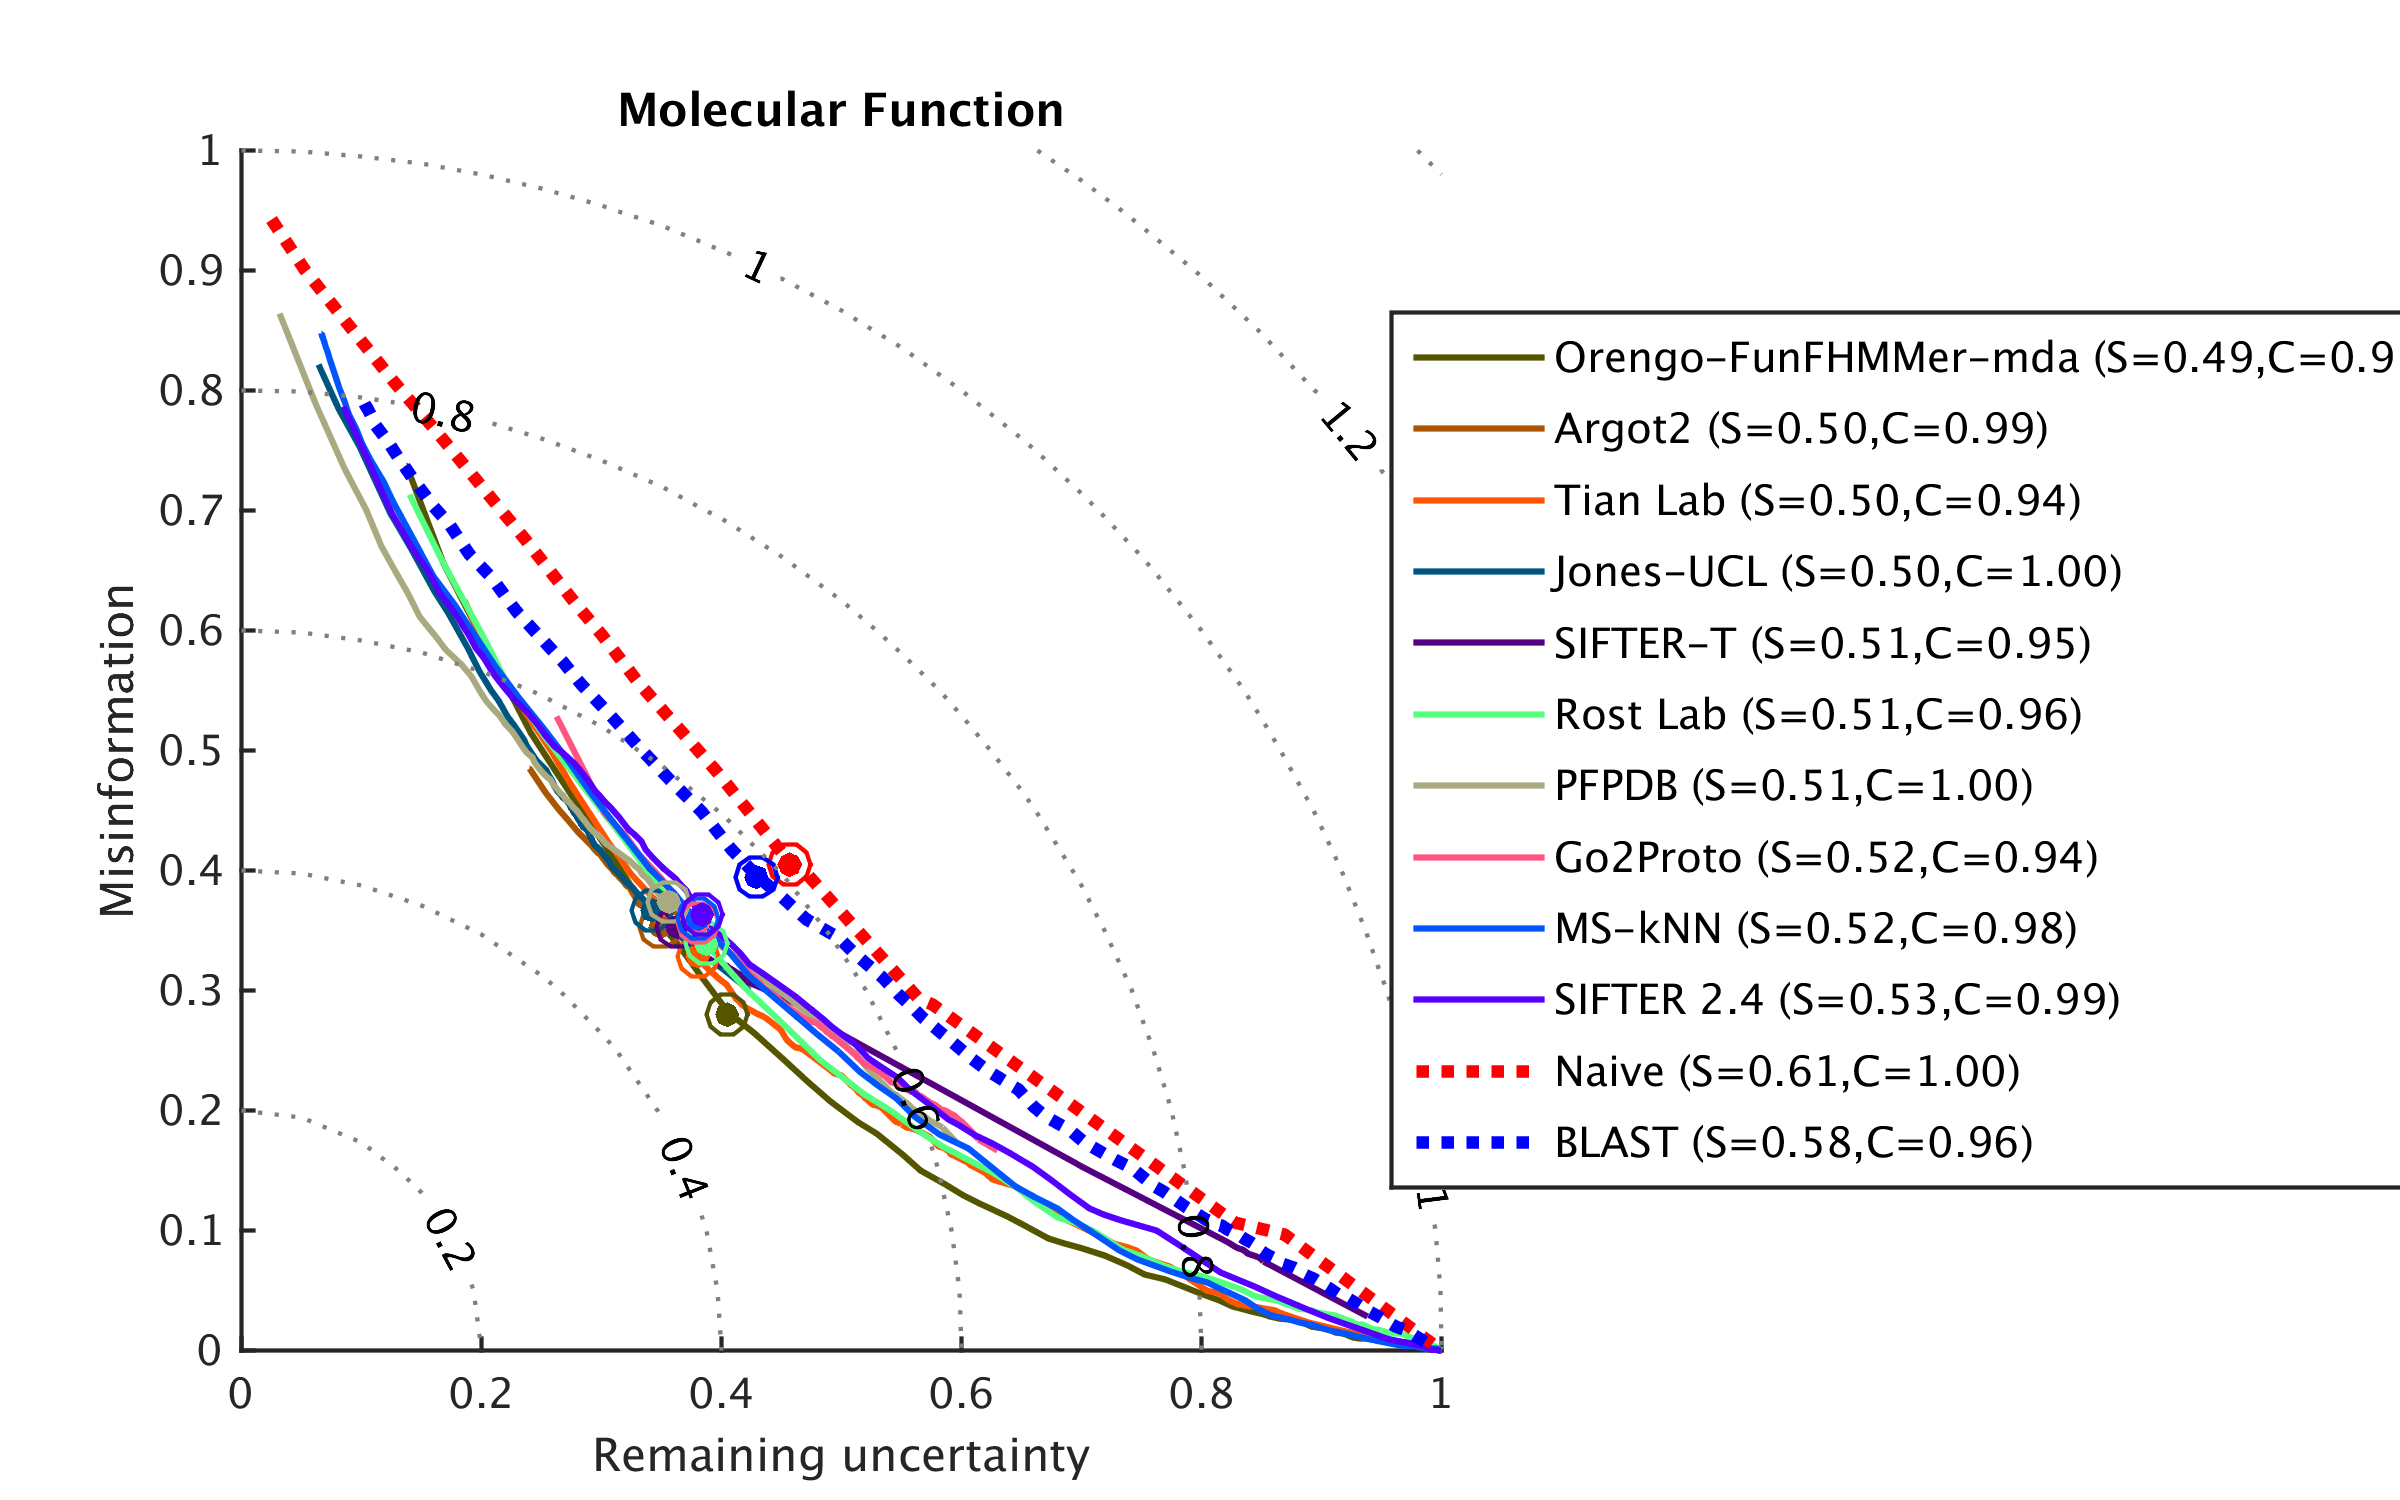 Molecular Function
1
0.9
0.8
0.7
0.6
0.5
0.4
0.3
0.2
0.1
0
Misinformation
0
0.2
0.4
0.6
0.8
1
Remaining uncertainty
1
0.8
1.2
0.6
0.4
0.2
0.8
1
Orengo-FunFHMMer-mda (S=0.49,C=0.9
Argot2 (S=0.50,C=0.99)
Tian Lab (S=0.50,C=0.94)
Jones-UCL (S=0.50,C=1.00)
SIFTER-T (S=0.51,C=0.95)
Rost Lab (S=0.51,C=0.96)
PFPDB (S=0.51,C=1.00)
Go2Proto (S=0.52,C=0.94)
MS-kNN (S=0.52,C=0.98)
SIFTER 2.4 (S=0.53,C=0.99)
Naive (S=0.61,C=1.00)
BLAST (S=0.58,C=0.96)